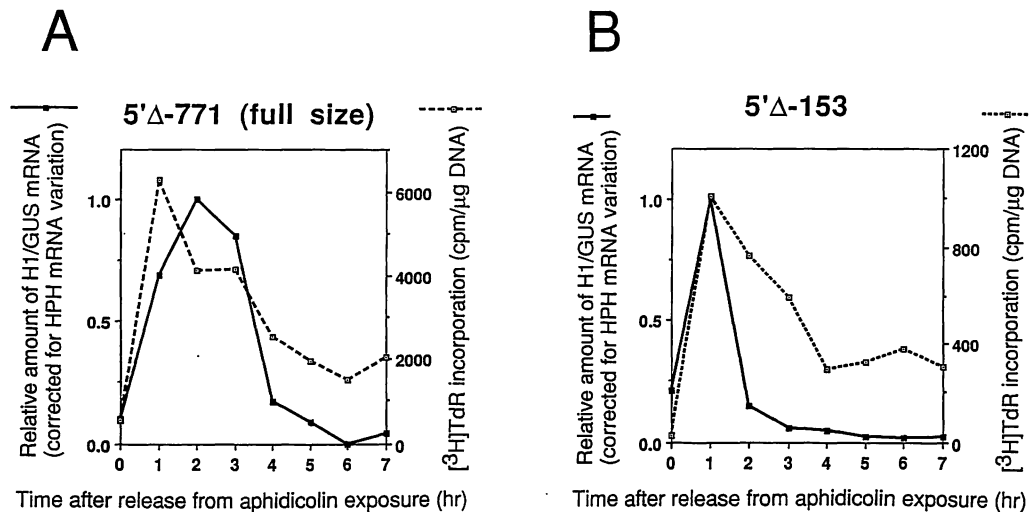 A
5'Δ-771 (full size)
Relative amount of H1/GUS mRNA
(corrected for HPH mRNA variation)
1.0
0.5
0.0
6000
4000
2000
0
[³H]TdR incorporation (cpm/µg DNA)
0 1 2 3 4 5 6 7
Time after release from aphidicolin exposure (hr)
B
5'Δ-153
Relative amount of H1/GUS mRNA
(corrected for HPH mRNA variation)
1.0
0.5
0.0
1200
800
400
0
[³H]TdR incorporation (cpm/µg DNA)
0 1 2 3 4 5 6 7
Time after release from aphidicolin exposure (hr)